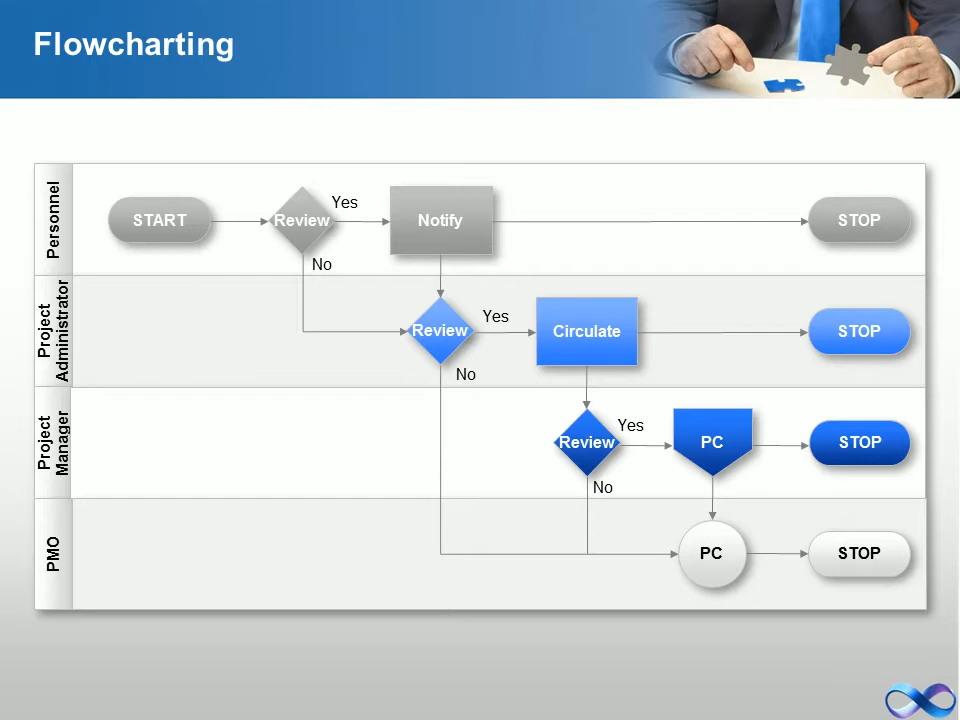 Flowcharting
Personnel
START
Review
Yes
Notify
STOP
No
Project
Administrator
Review
Yes
Circulate
STOP
No
Project
Manager
Review
Yes
PC
STOP
No
PMO
PC
STOP